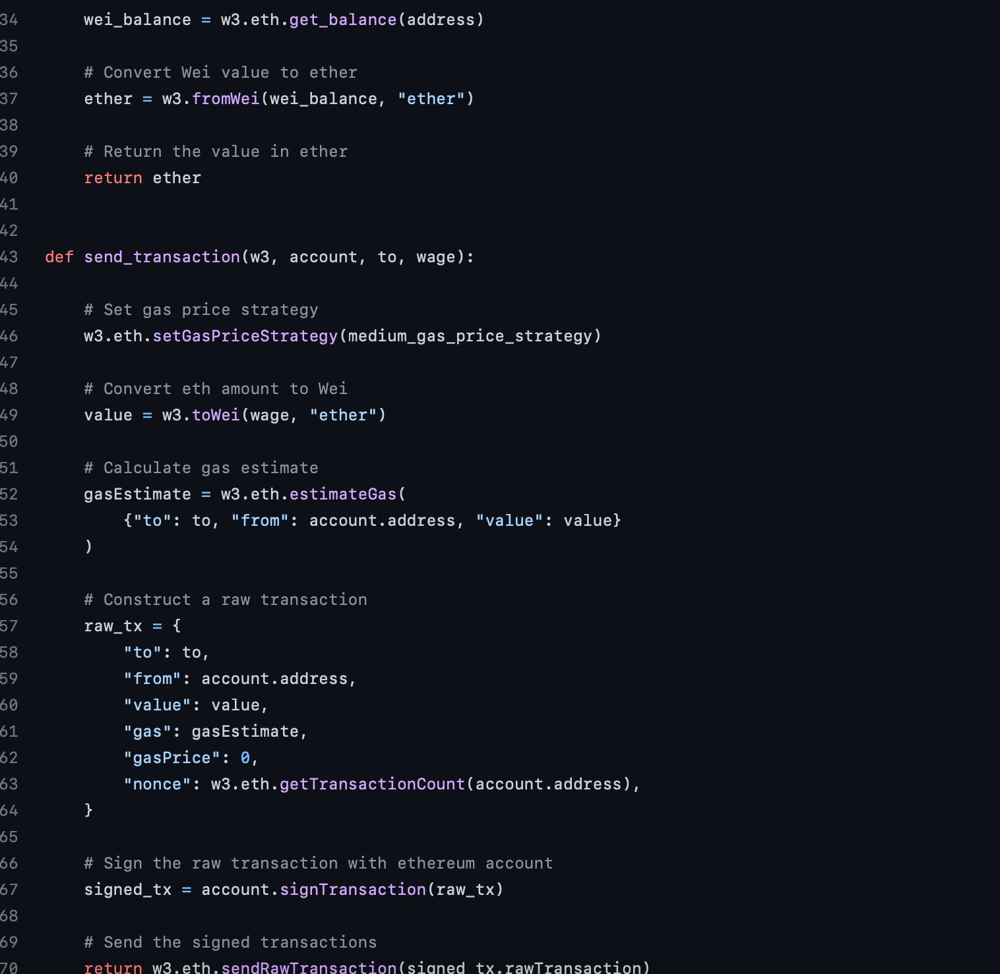 34 wei_balance = w3.eth.get_balance(address)
35
36 # Convert Wei value to ether
37 ether = w3.fromWei(wei_balance, "ether")
38
39 # Return the value in ether
40 return ether
41
42
43 def send_transaction(w3, account, to, wage):
44
45 # Set gas price strategy
46 w3.eth.setGasPriceStrategy(medium_gas_price_strategy)
47
48 # Convert eth amount to Wei
49 value = w3.toWei(wage, "ether")
50
51 # Calculate gas estimate
52 gasEstimate = w3.eth.estimateGas(
53 {"to": to, "from": account.address, "value": value}
54 )
55
56 # Construct a raw transaction
57 raw_tx = {
58 "to": to,
59 "from": account.address,
60 "value": value,
61 "gas": gasEstimate,
62 "gasPrice": 0,
63 "nonce": w3.eth.getTransactionCount(account.address),
64 }
65
66 # Sign the raw transaction with ethereum account
67 signed_tx = account.signTransaction(raw_tx)
68
69 # Send the signed transactions
70 return w3.eth.sendRawTransaction(signed_tx.rawTransaction)